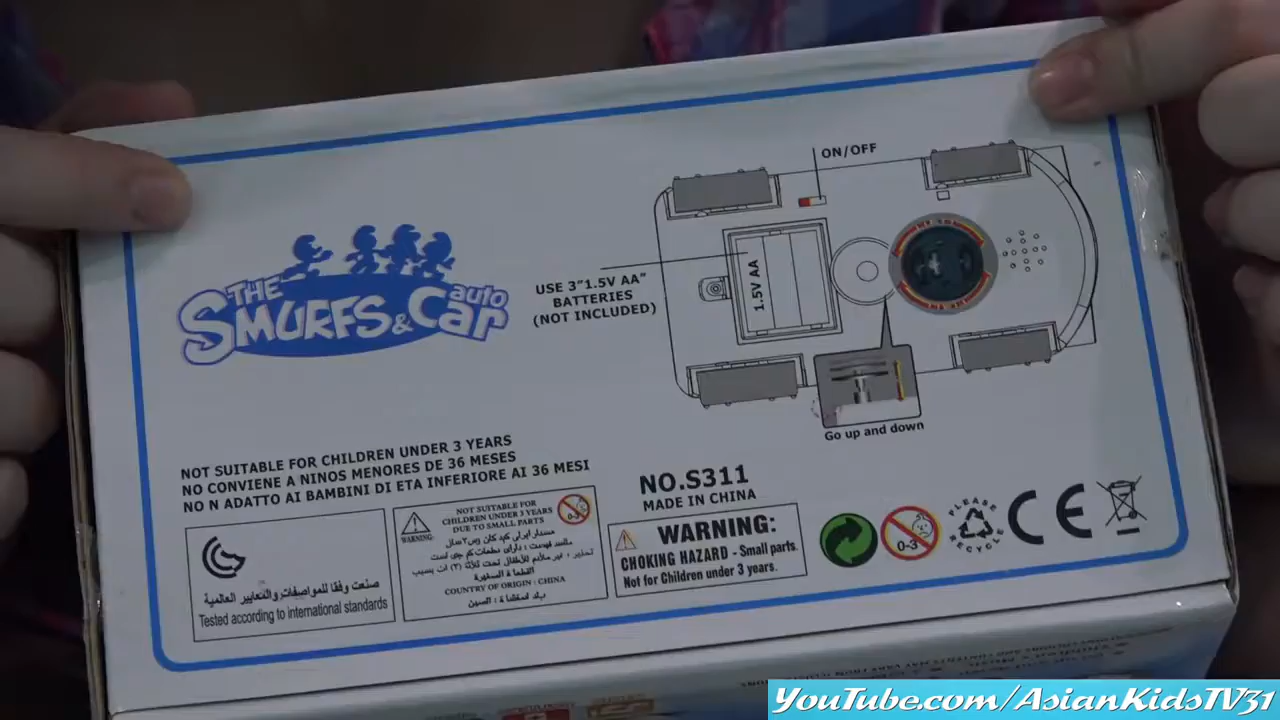 ON/OFF
THE
SMURFS & auto Car
USE 3"1.5V AA"
BATTERIES
(NOT INCLUDED)
1.5V AA
Go up and down
NOT SUITABLE FOR CHILDREN UNDER 3 YEARS
NO CONVIENE A NINOS MENORES DE 36 MESES
NO N ADATTO AI BAMBINI DI ETA INFERIORE AI 36 MESI
NO.S311
MADE IN CHINA
صنعت وفقا للمواصفات والمعايير العالمية
Tested according to international standards
WARNING:
NOT SUITABLE FOR
CHILDREN UNDER 3 YEARS
DUE TO SMALL PARTS
0-3
COUNTRY OF ORIGIN : CHINA
WARNING:
CHOKING HAZARD - Small parts.
Not for Children under 3 years.
0-3
PLEASE
RECYCLE
CE
YouTube.com/AsianKidsTV31